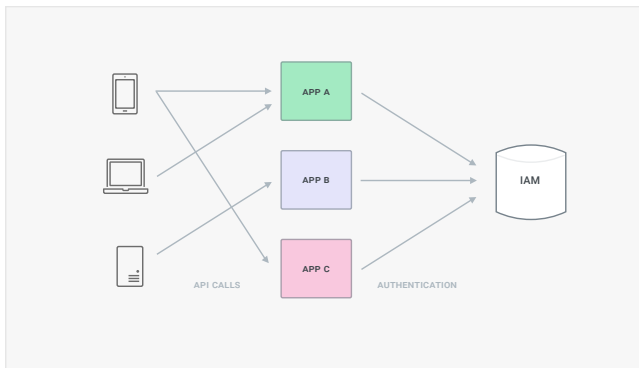 APP A
APP B
IAM
APP C
API CALLS
AUTHENTICATION